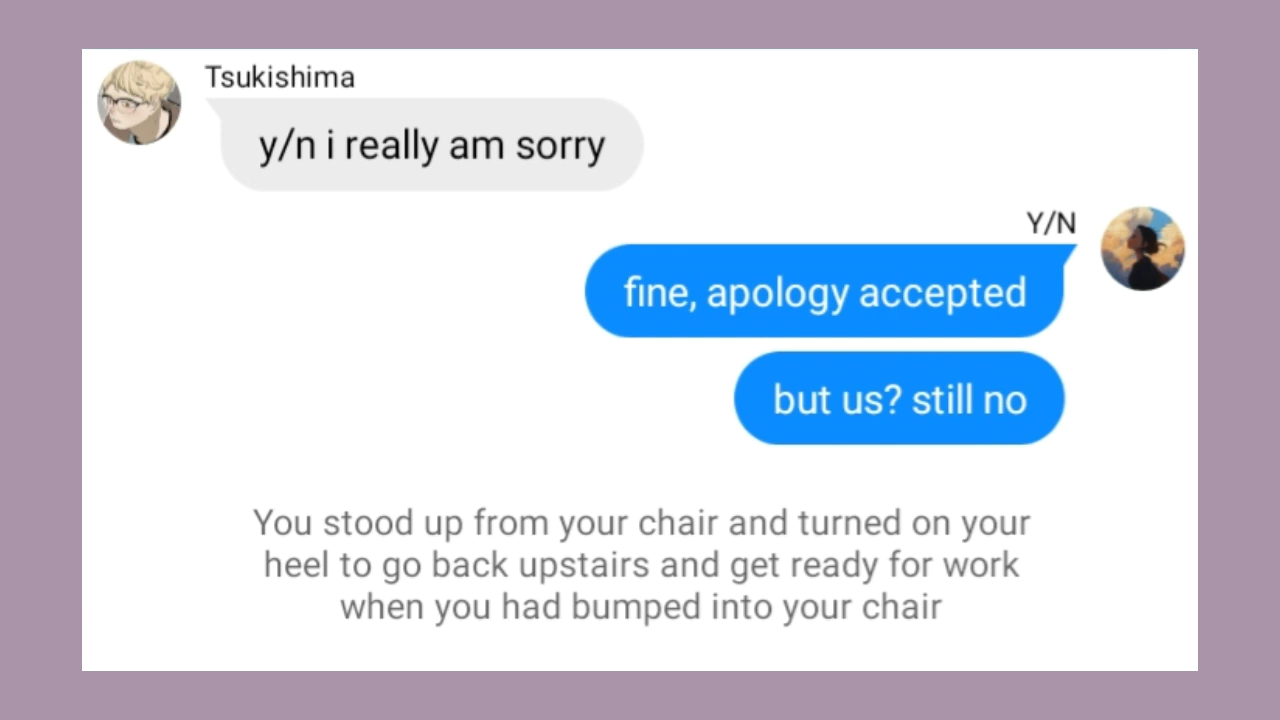 Tsukishima
y/n i really am sorry
Y/N
fine, apology accepted
but us? still no
You stood up from your chair and turned on your
heel to go back upstairs and get ready for work
when you had bumped into your chair